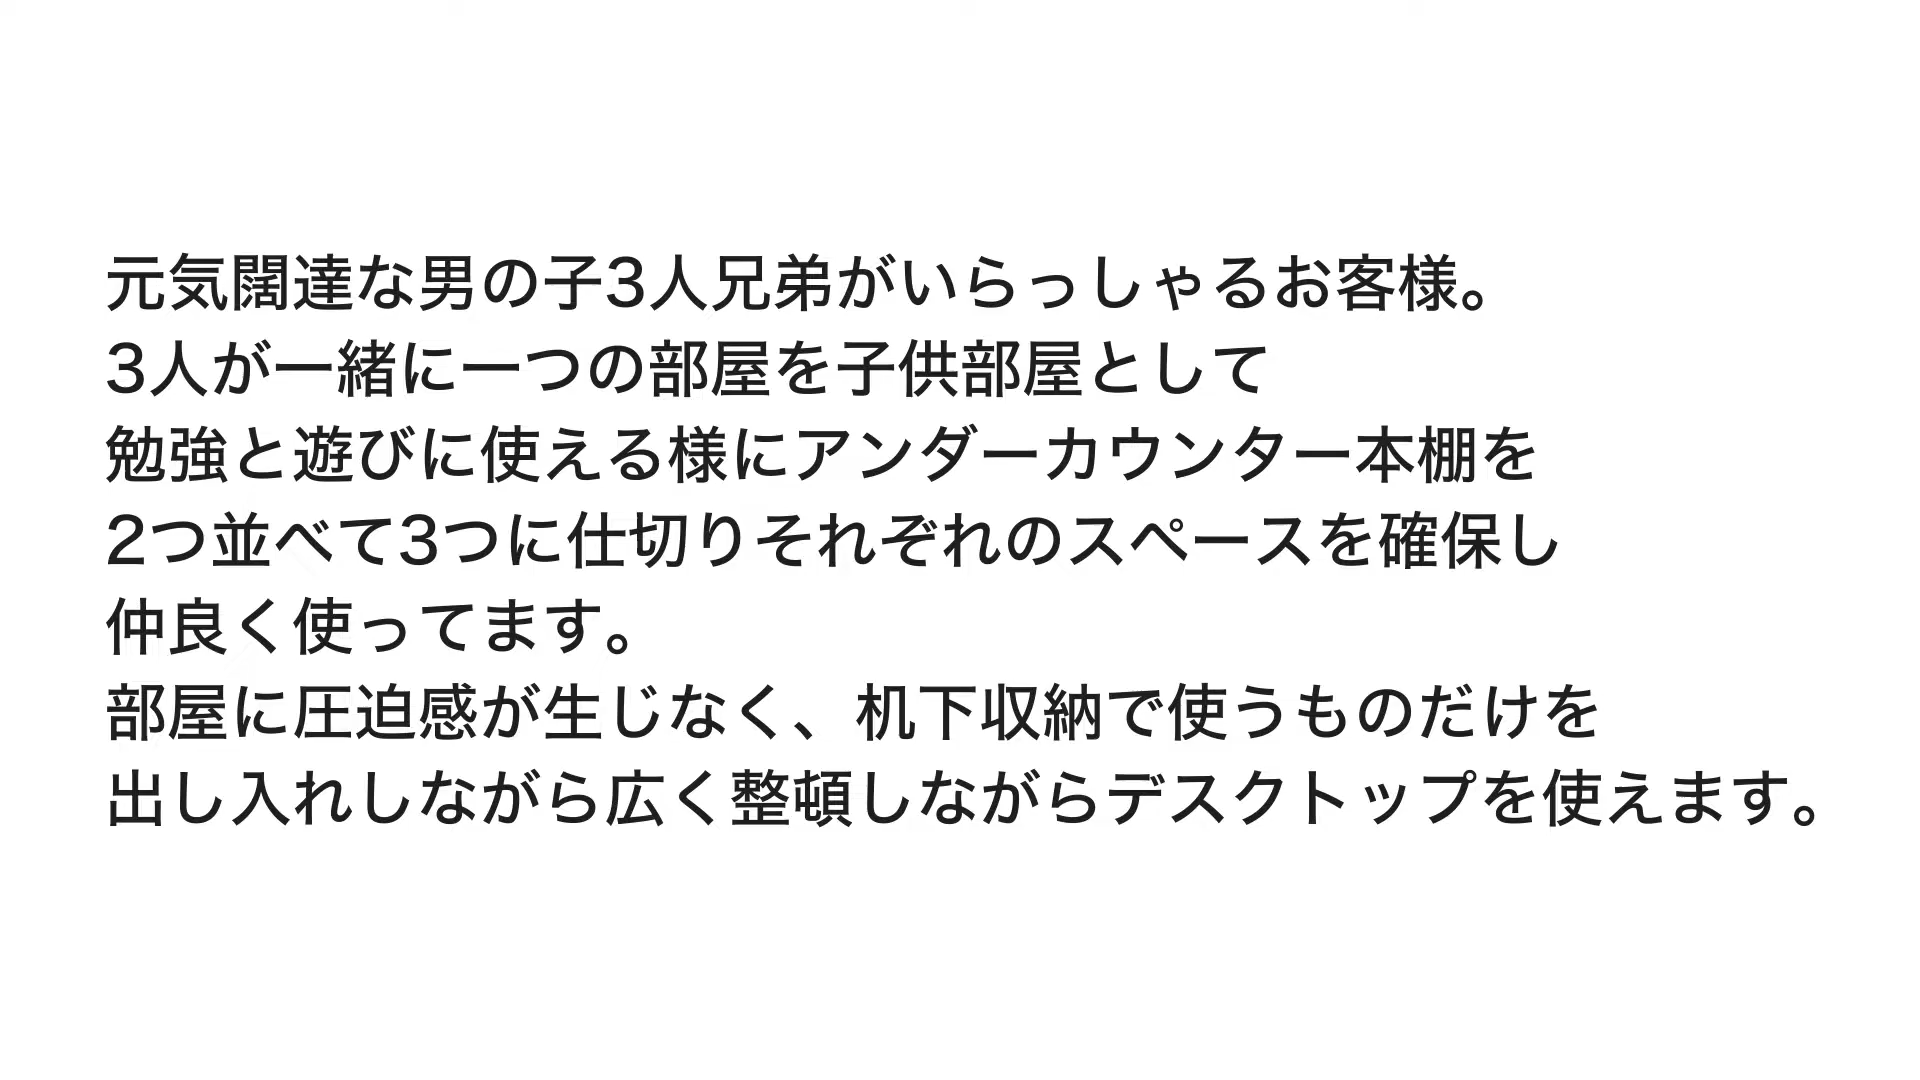 元気闊達な男の子3人兄弟がいらっしゃるお客様。
3人が一緒に一つの部屋を子供部屋として
勉強と遊びに使える様にアンダーカウンター本棚を
2つ並べて3つに仕切りそれぞれのスペースを確保し
仲良く使ってます。
部屋に圧迫感が生じなく、机下収納で使うものだけを
出し入れしながら広く整頓しながらデスクトップを使えます。